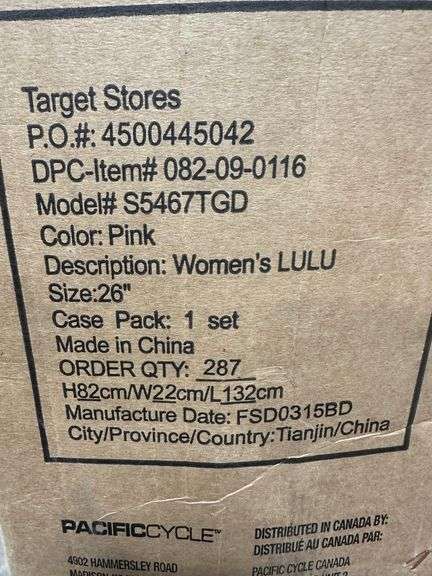 Target Stores
P.O.#: 4500445042
DPC-Item# 082-09-0116
Model# S5467TGD
Color: Pink
Description: Women's LULU
Size:26"
Case Pack: 1 set
Made in China
ORDER QTY: 287
H82cm/W22cm/L132cm
Manufacture Date: FSD0315BD
City/Province/Country:Tianjin/China
PACIFICCYCLE™
4902 HAMMERSLEY ROAD
DISTRIBUTED IN CANADA BY:
DISTRIBUÉ AU CANADA PAR:
PACIFIC CYCLE CANADA